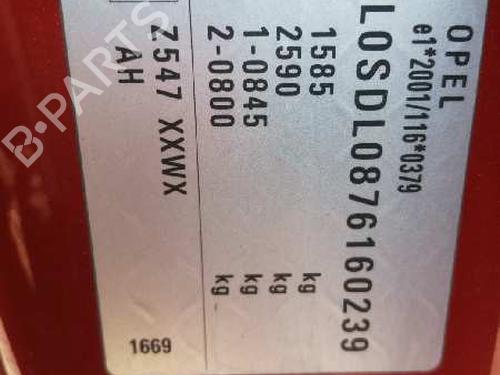 OPEL
e1*2001/116*0379
L0SDL0876160239
1585 kg
2590 kg
1-0845 kg
2-0800 kg
Z547 XXWX
AH
1669
B-PARTS